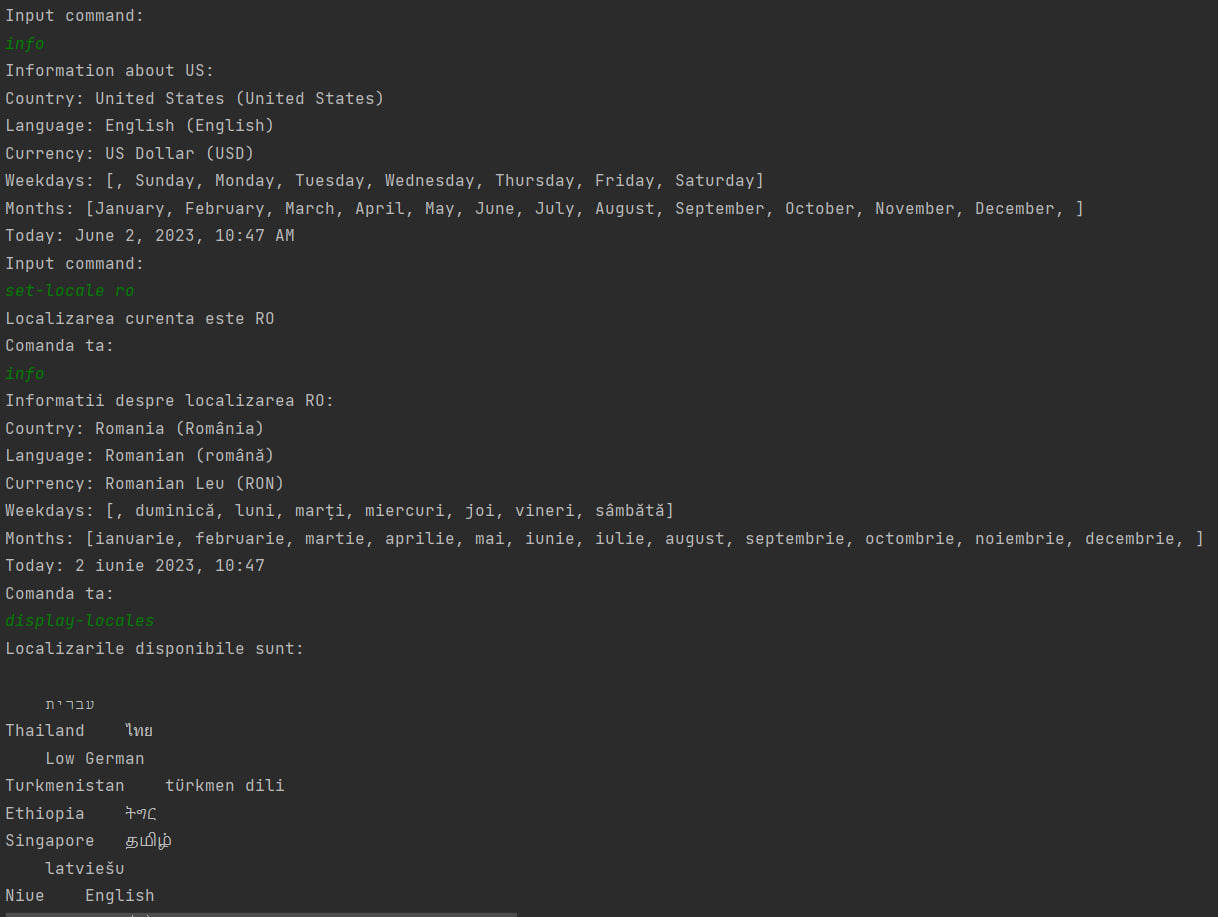 Input command:
info
Information about US:
Country: United States (United States)
Language: English (English)
Currency: US Dollar (USD)
Weekdays: [, Sunday, Monday, Tuesday, Wednesday, Thursday, Friday, Saturday]
Months: [January, February, March, April, May, June, July, August, September, October, November, December, ]
Today: June 2, 2023, 10:47 AM
Input command:
set-locale ro
Localizarea curenta este RO
Comanda ta:
info
Informatii despre localizarea RO:
Country: Romania (România)
Language: Romanian (română)
Currency: Romanian Leu (RON)
Weekdays: [, duminică, luni, marți, miercuri, joi, vineri, sâmbătă]
Months: [ianuarie, februarie, martie, aprilie, mai, iunie, iulie, august, septembrie, octombrie, noiembrie, decembrie, ]
Today: 2 iunie 2023, 10:47
Comanda ta:
display-locales
Localizarile disponibile sunt:
עברית
Thailand    ไทย
Low German
Turkmenistan    türkmen dili
Ethiopia    ትግር
Singapore    தமிழ்
latviešu
Niue    English